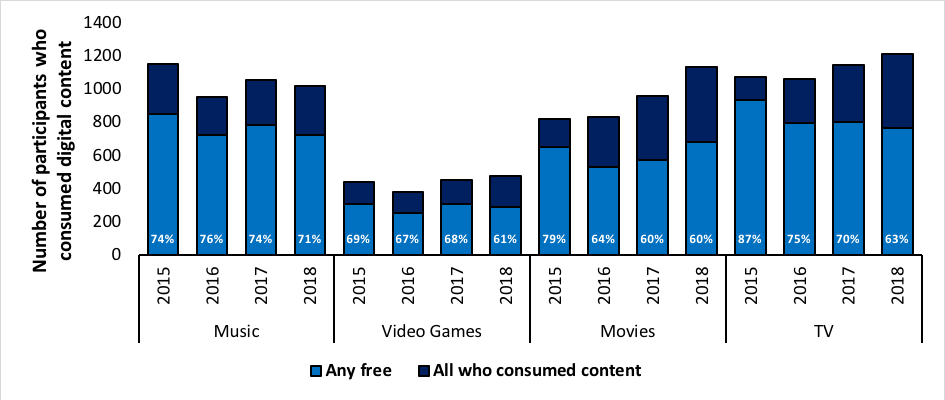 Number of participants who
consumed digital content
1400
1200
1000
800
600
400
200
0
74% 76% 74% 71% 69% 67% 68% 61% 79% 64% 60% 60% 87% 75% 70% 63%
2015 2016 2017 2018 2015 2016 2017 2018 2015 2016 2017 2018 2015 2016 2017 2018
Music Video Games Movies TV
Any free All who consumed content